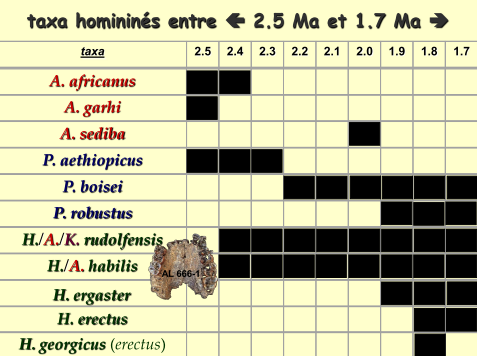 taxa homininés entre 🡸 2.5 Ma et 1.7 Ma 🡺
taxa 2.5 2.4 2.3 2.2 2.1 2.0 1.9 1.8 1.7
A. africanus
A. garhi
A. sediba
P. aethiopicus
P. boisei
P. robustus
H./A./K. rudolfensis
H./A. habilis
AL 666-1
H. ergaster
H. erectus
H. georgicus (erectus)